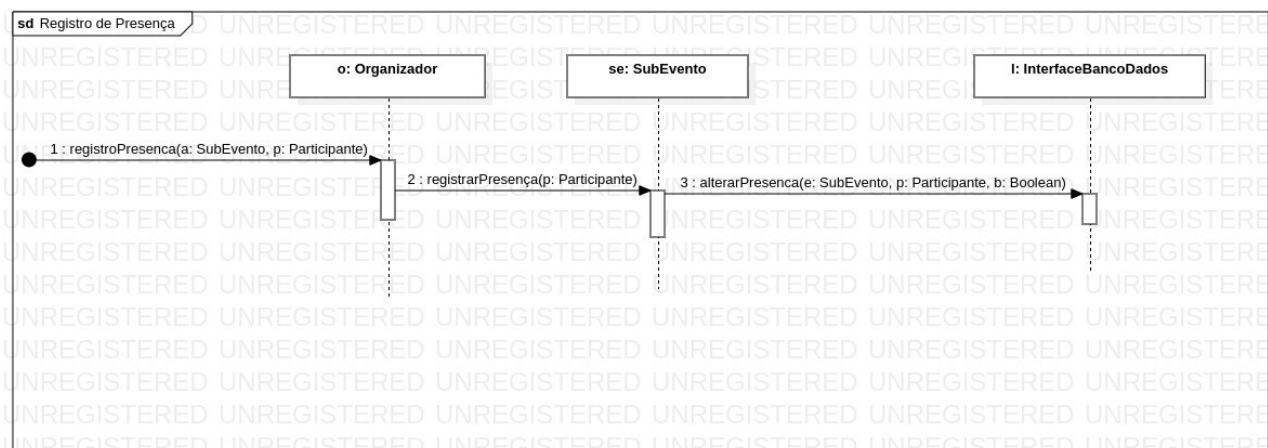 sd Registro de Presença
o: Organizador
se: SubEvento
l: InterfaceBancoDados
1 : registroPresenca(a: SubEvento, p: Participante)
2 : registrarPresença(p: Participante)
3 : alterarPresenca(e: SubEvento, p: Participante, b: Boolean)
UNREGISTERED